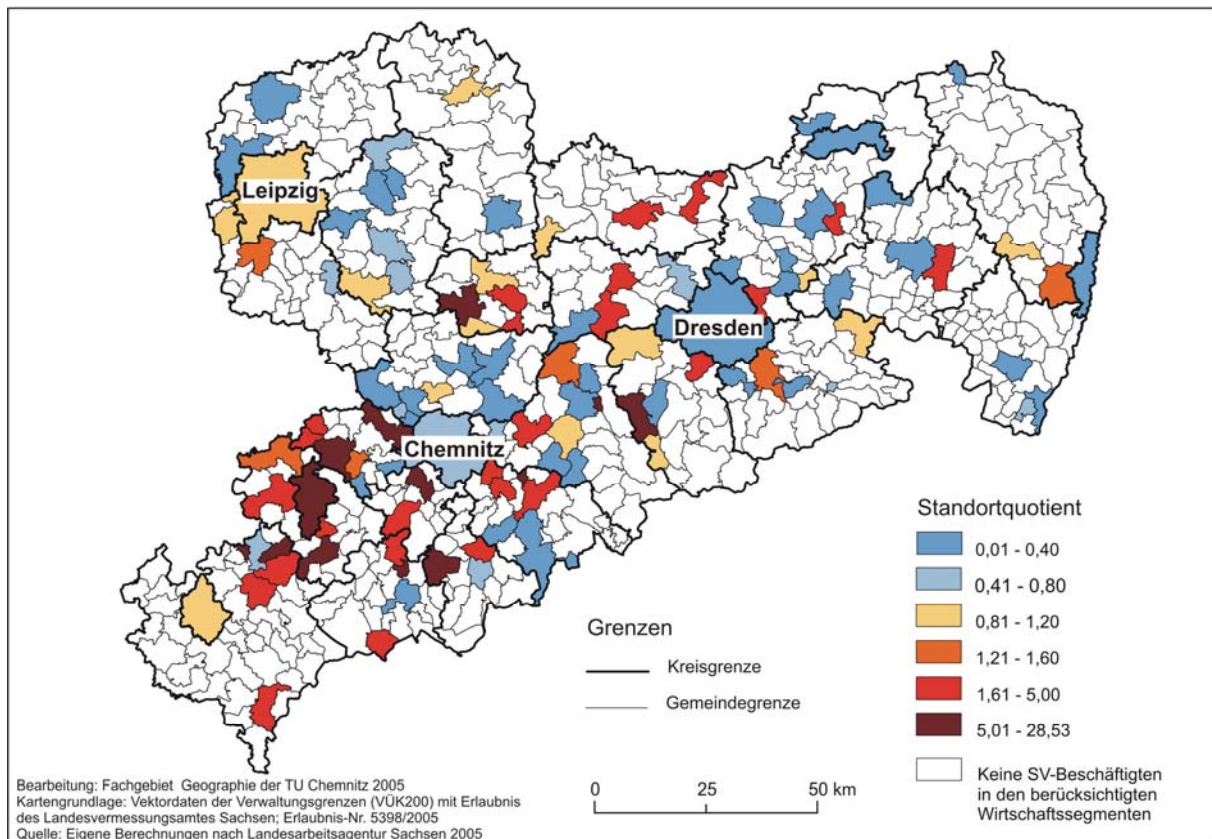 Leipzig
Dresden
Chemnitz
Standortquotient
0,01 - 0,40
0,41 - 0,80
0,81 - 1,20
1,21 - 1,60
1,61 - 5,00
5,01 - 28,53
Keine SV-Beschäftigten
in den berücksichtigten
Wirtschaftssegmenten
Grenzen
Kreisgrenze
Gemeindegrenze
0 25 50 km
Bearbeitung: Fachgebiet Geographie der TU Chemnitz 2005
Kartengrundlage: Vektordaten der Verwaltungsgrenzen (VÜK200) mit Erlaubnis
des Landesvermessungsamtes Sachsen; Erlaubnis-Nr. 5398/2005
Quelle: Eigene Berechnungen nach Landesarbeitsagentur Sachsen 2005